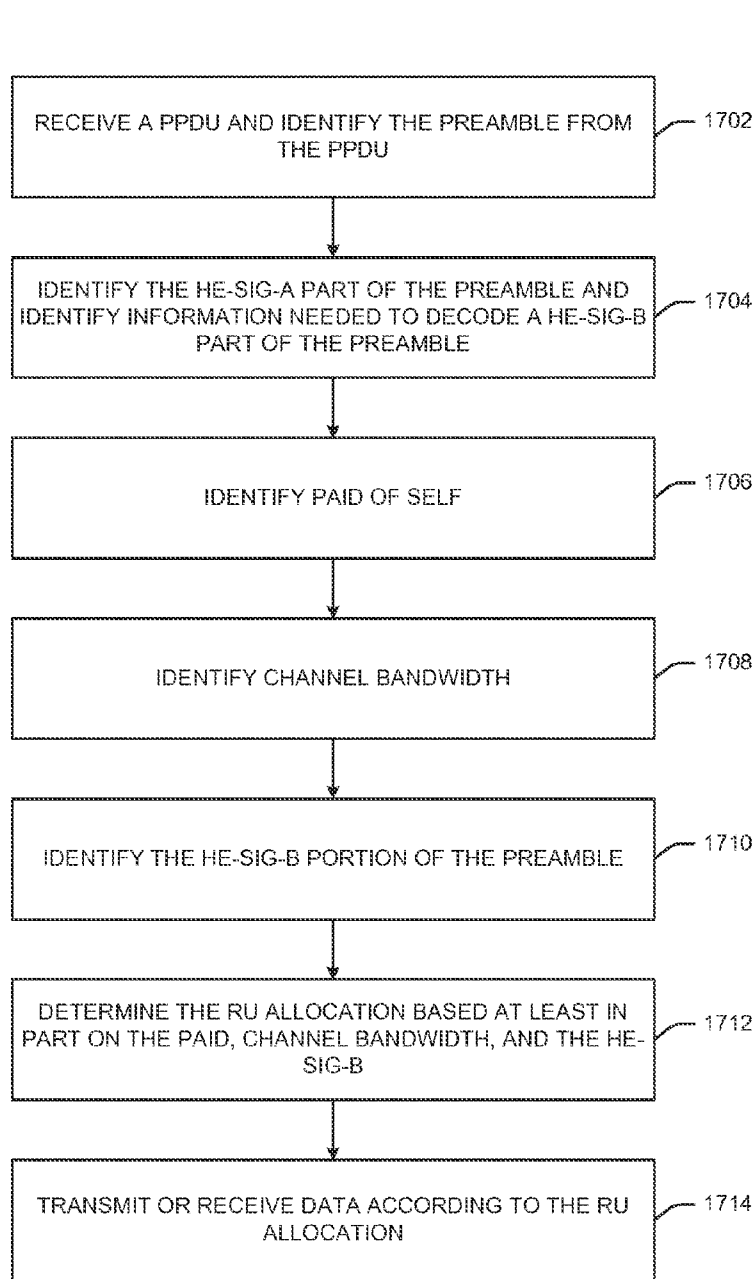 RECEIVE A PPDU AND IDENTIFY THE PREAMBLE FROM
THE PPDU
1702
IDENTIFY THE HE-SIG-A PART OF THE PREAMBLE AND
IDENTIFY INFORMATION NEEDED TO DECODE A HE-SIG-B
PART OF THE PREAMBLE
1704
IDENTIFY PAID OF SELF
1706
IDENTIFY CHANNEL BANDWIDTH
1708
IDENTIFY THE HE-SIG-B PORTION OF THE PREAMBLE
1710
DETERMINE THE RU ALLOCATION BASED AT LEAST IN
PART ON THE PAID, CHANNEL BANDWIDTH, AND THE HE-
SIG-B
1712
TRANSMIT OR RECEIVE DATA ACCORDING TO THE RU
ALLOCATION
1714